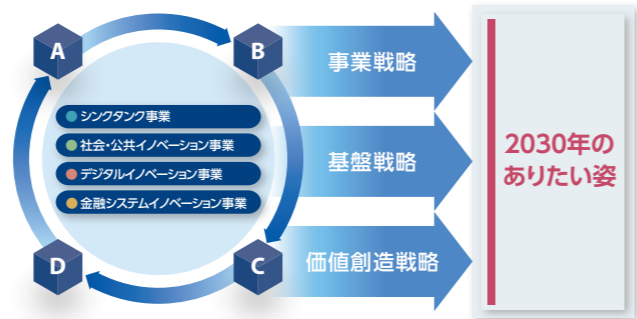 A
B
シンクタンク事業
社会・公共イノベーション事業
デジタルイノベーション事業
金融システムイノベーション事業
D
C
事業戦略
基盤戦略
価値創造戦略
2030年の
ありたい姿